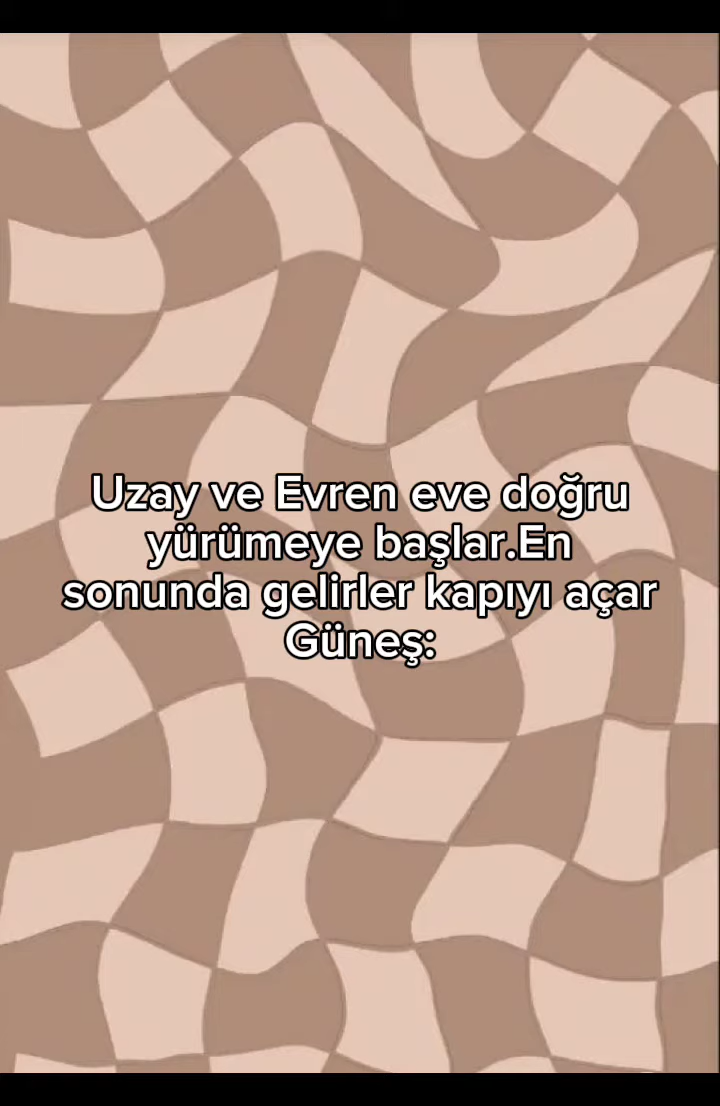 Uzay ve Evren eve doğru
yürümeye başlar.En
sonunda gelirler kapıyı açar
Güneş: